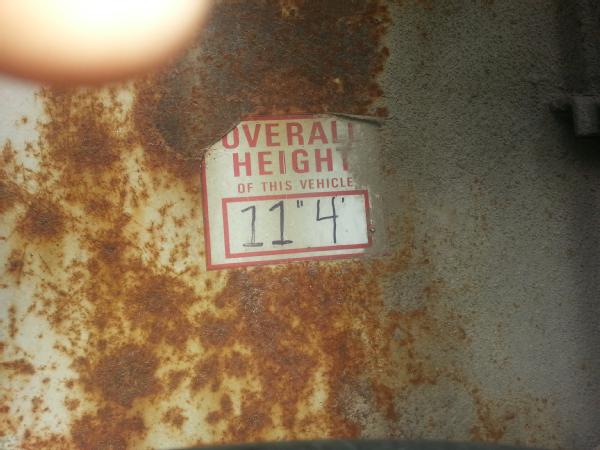 OVERALL
HEIGHT
OF THIS VEHICLE
11" 4'